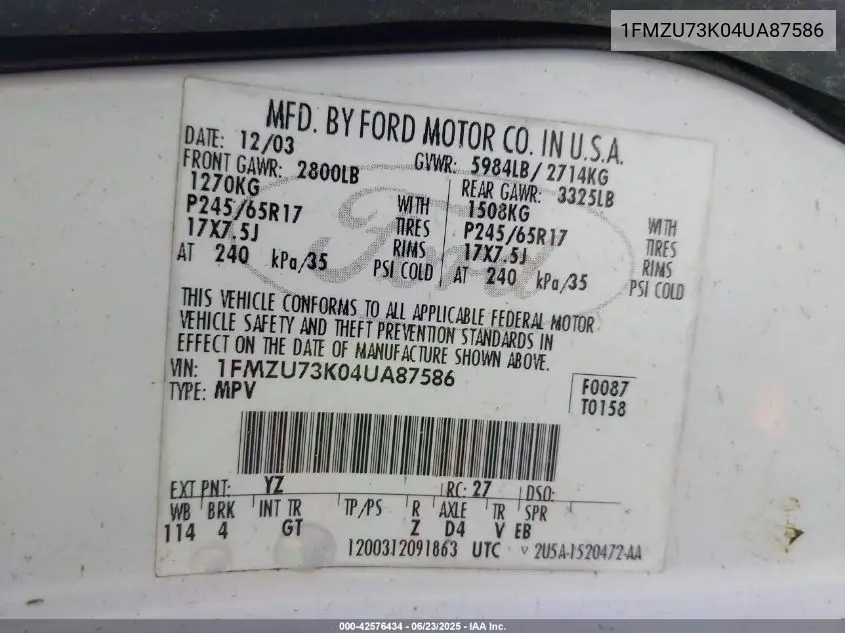 1FMZU73K04UA87586
MFD. BY FORD MOTOR CO. IN U.S.A.
DATE: 12/03 GVWR: 5984LB/2714KG
FRONT GAWR: 2800LB REAR GAWR: 3325LB
1270KG WITH 1508KG WITH
P245/65R17 TIRES P245/65R17 TIRES
17X7.5J RIMS 17X7.5J RIMS
AT 240 kPa/35 PSI COLD AT 240 kPa/35 PSI COLD
Ford
THIS VEHICLE CONFORMS TO ALL APPLICABLE FEDERAL MOTOR
VEHICLE SAFETY AND THEFT PREVENTION STANDARDS IN
EFFECT ON THE DATE OF MANUFACTURE SHOWN ABOVE.
VIN: 1FMZU73K04UA87586
TYPE: MPV
F0087
T0158
EXT PNT: YZ RC: 27 DSO:
WB BRK INT TR TP/PS R AXLE TR SPR
114 4 GT Z D4 V EB
1200312091863 UTC V 2U5A-1520472-AA
000-42576434 - 06/23/2025 - IAA Inc.